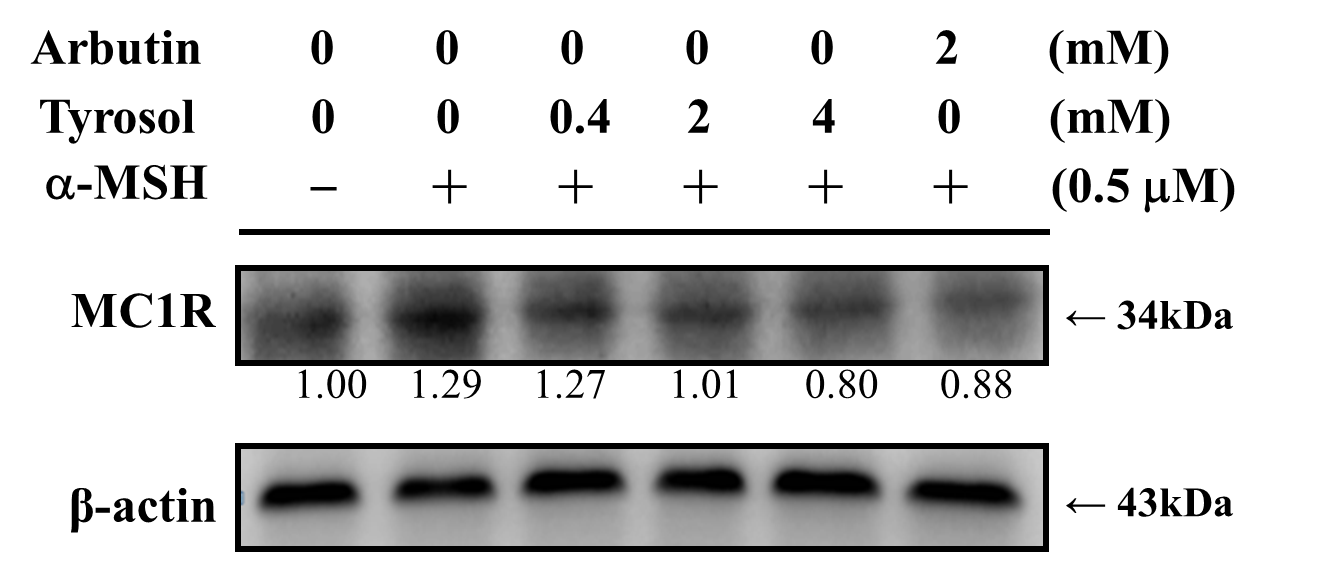 Arbutin 0 0 0 0 0 2 (mM)
Tyrosol 0 0 0.4 2 4 0 (mM)
α-MSH – + + + + + (0.5 μM)
MC1R ← 34kDa
1.00 1.29 1.27 1.01 0.80 0.88
β-actin ← 43kDa